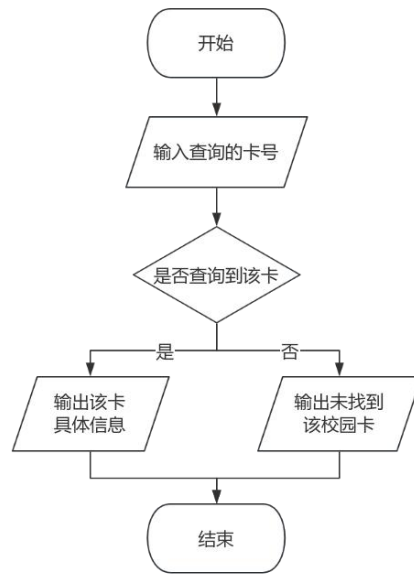 开始
输入查询的卡号
是否查询到该卡
是
否
输出该卡
具体信息
输出未找到
该校园卡
结束